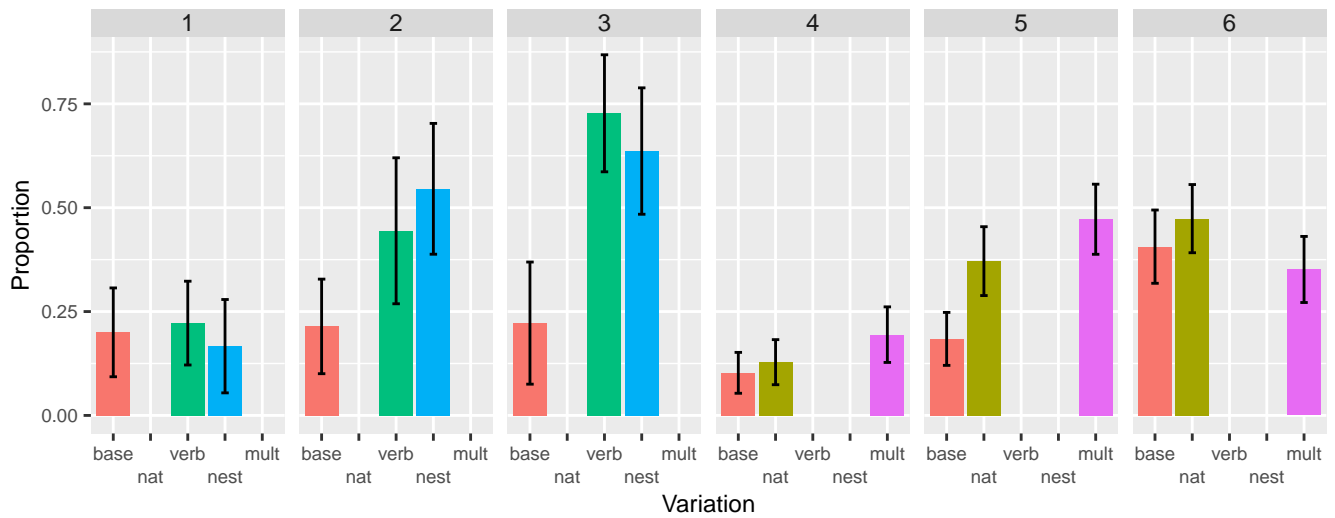 1 2 3 4 5 6
Proportion
0.75
0.50
0.25
0.00
base verb mult base verb mult base verb mult base verb mult base verb mult base verb mult
nat nest nat nest nat nest nat nest nat nest nat nest
Variation